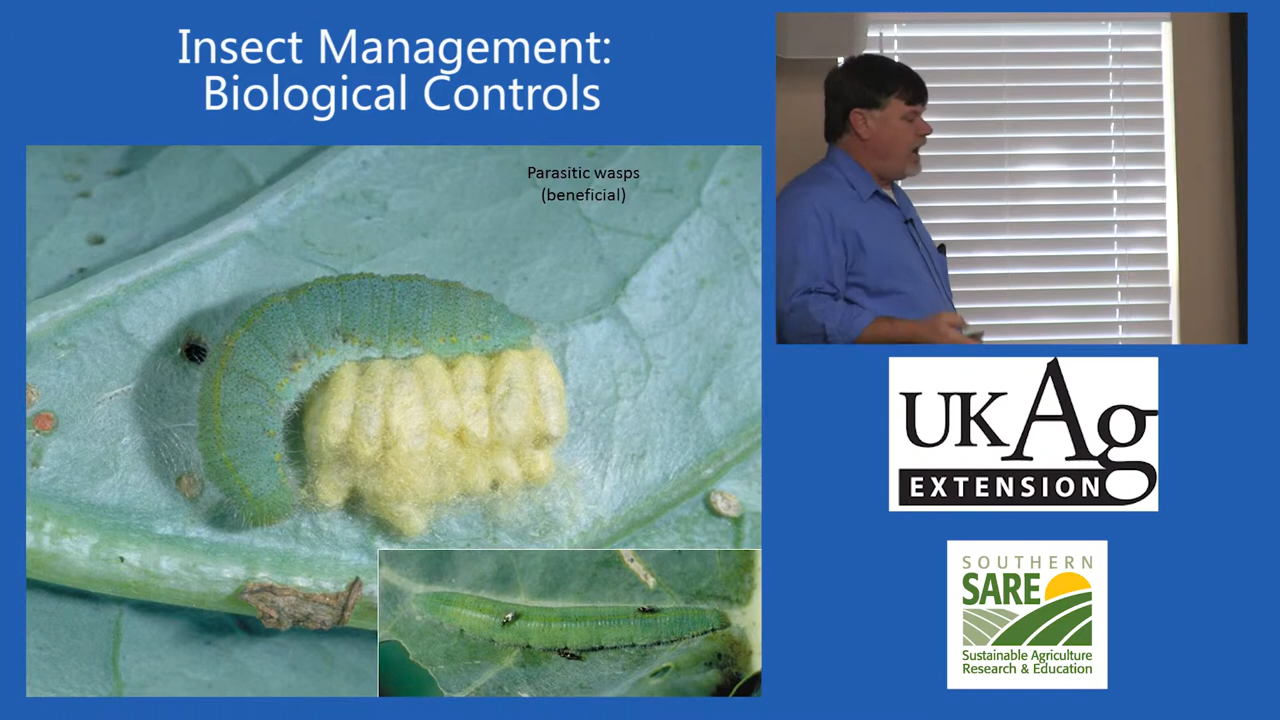 Insect Management:
Biological Controls
Parasitic wasps
(beneficial)
UKAg
EXTENSION
SOUTHERN
SARE
Sustainable Agriculture
Research & Education